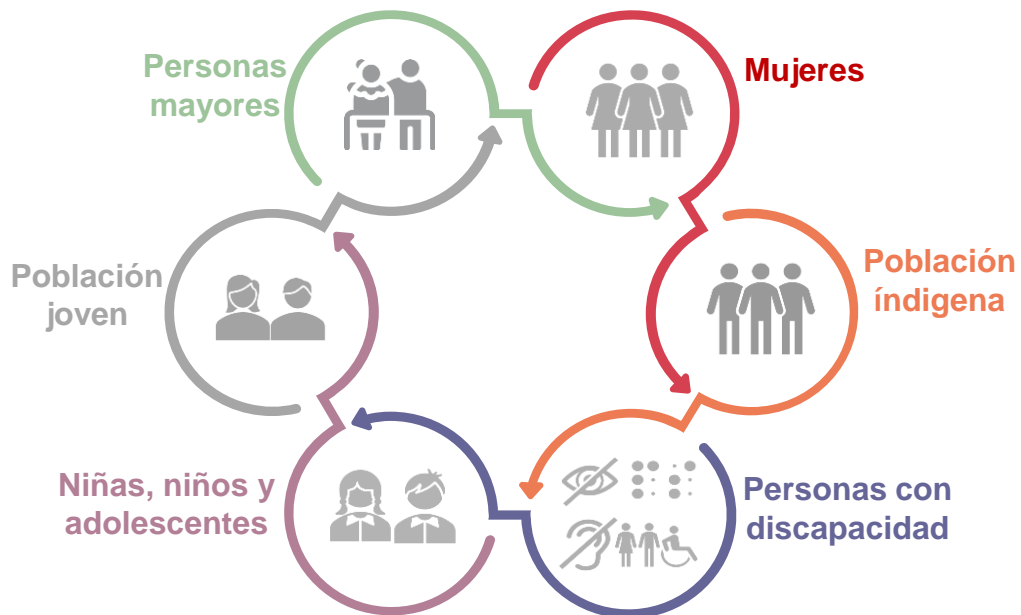 Personas
mayores
Mujeres
Población
índigena
Personas con
discapacidad
Niñas, niños y
adolescentes
Población
joven